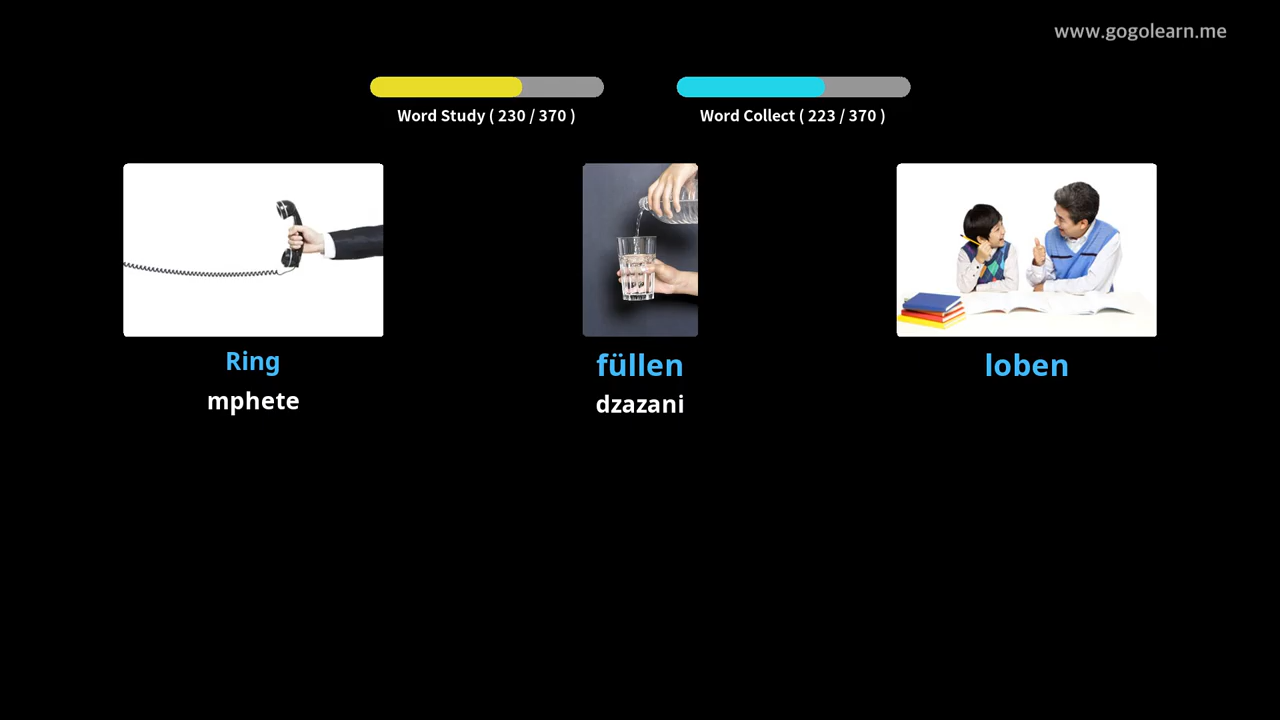 www.gogolearn.me
Word Study ( 230 / 370 )
Word Collect ( 223 / 370 )
Ring
mphete
füllen
dzazani
loben